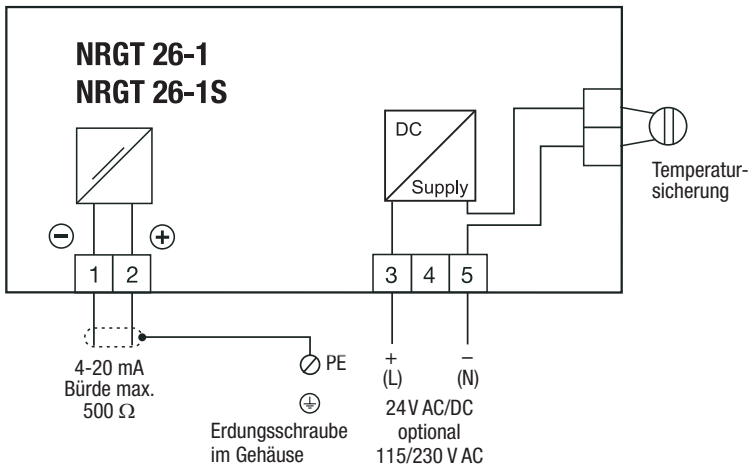 NRGT 26-1
NRGT 26-1S
DC
Supply
Temperatur-
sicherung
− +
1 2
3 4 5
4-20 mA
Bürde max.
500 Ω
PE
Erdungsschraube
im Gehäuse
+ −
(L) (N)
24V AC/DC
optional
115/230 V AC